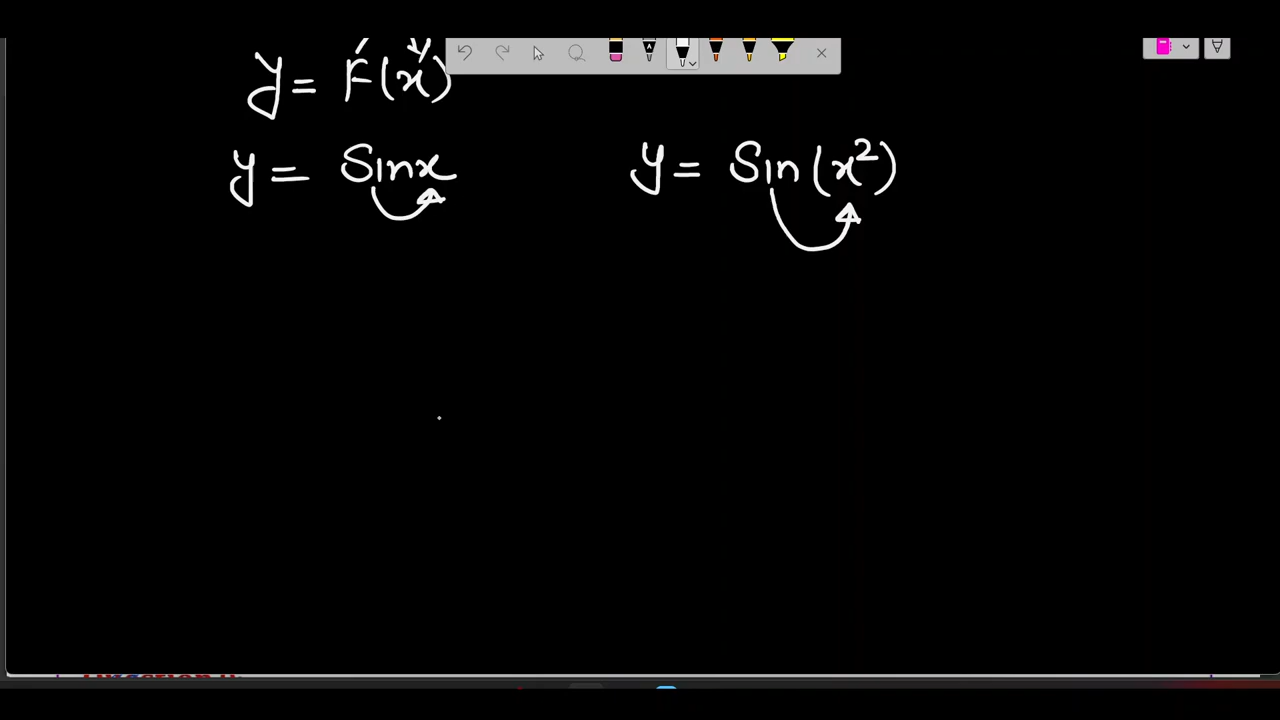 y = F(x)
y = Sinx
y = Sin(x²)